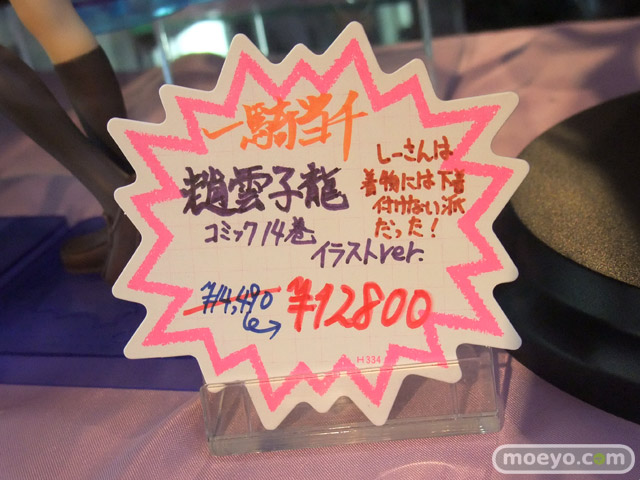 一騎当千
趙雲子龍
コミック14巻
イラストver.
しーさんは
着物には下着
付けない派
だった!
¥14,490
¥12800
H334
moeyo.com